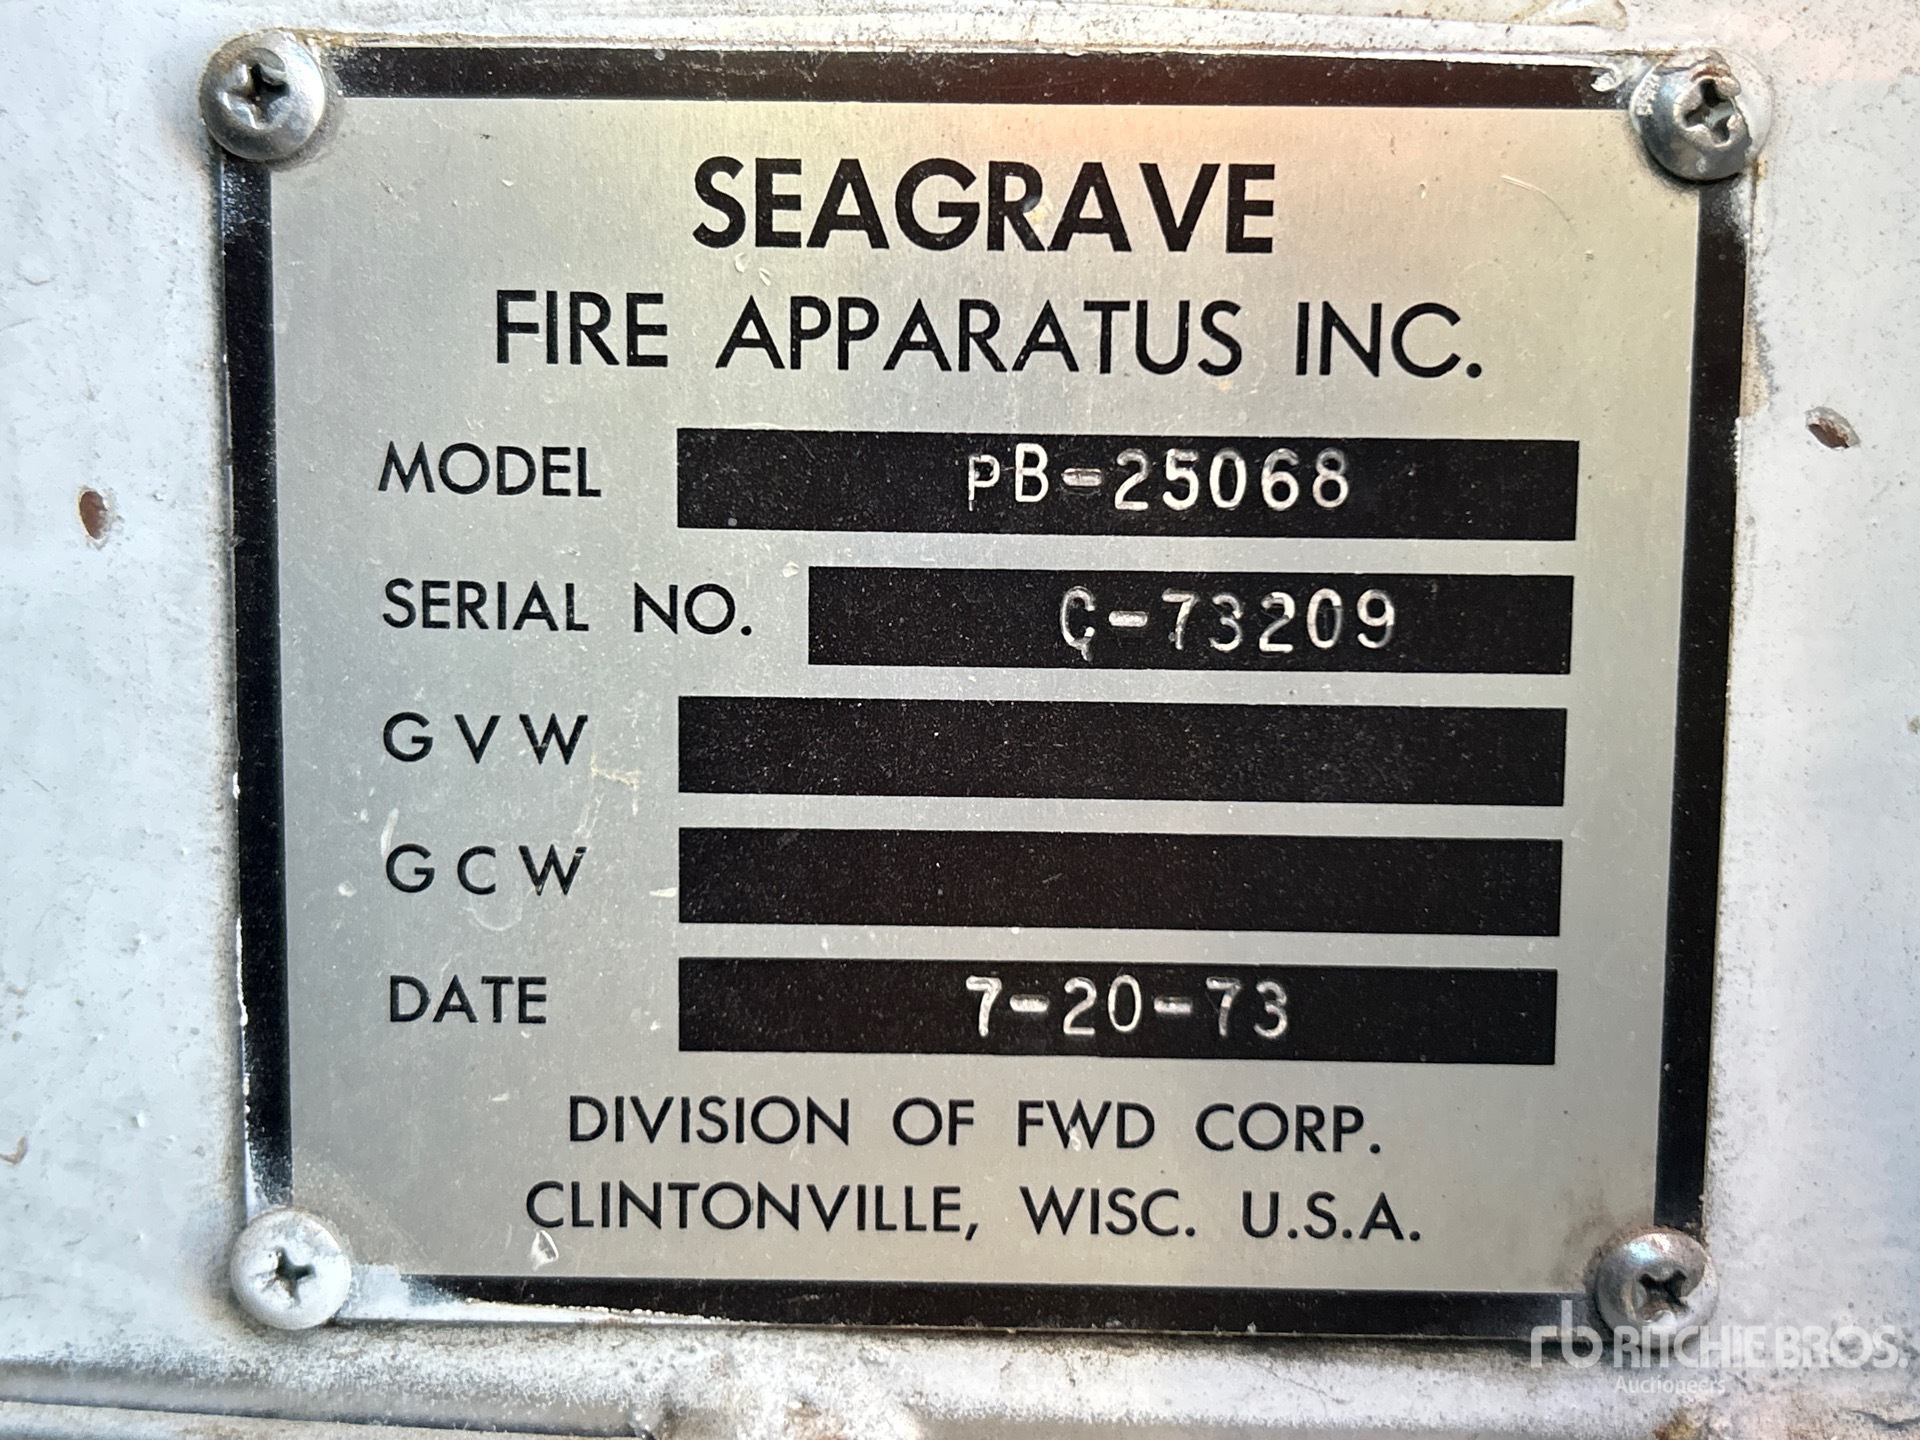 SEAGRAVE
FIRE APPARATUS INC.
MODEL PB-25068
SERIAL NO. C-73209
GVW
GCW
DATE 7-20-73
DIVISION OF FWD CORP.
CLINTONVILLE, WISC. U.S.A.
rb RITCHIE BROS.
Auctioneers